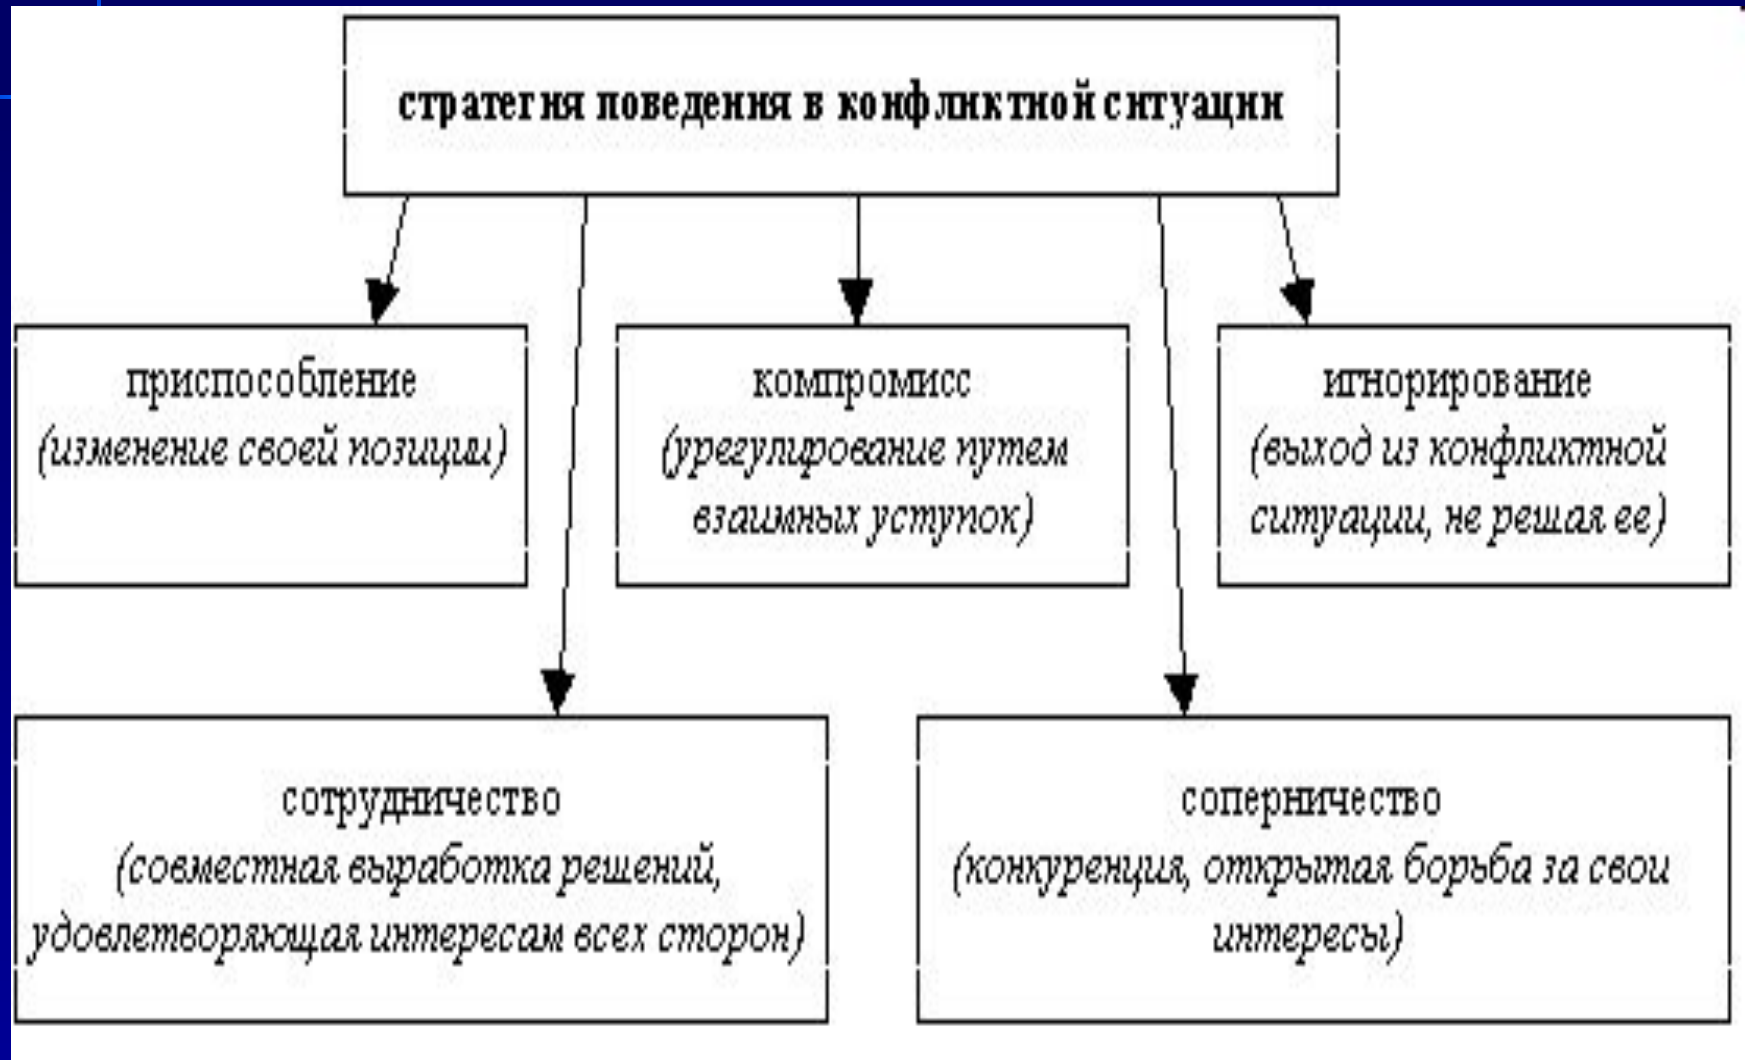 стратегия поведения в конфликтной ситуации
приспособление
(изменение своей позиции)
компромисс
(урегулирование путем
взаимных уступок)
игнорирование
(выход из конфликтной
ситуации, не решая ее)
сотрудничество
(совместная выработка решений,
удовлетворяющая интересам всех сторон)
соперничество
(конкуренция, открытая борьба за свои
интересы)